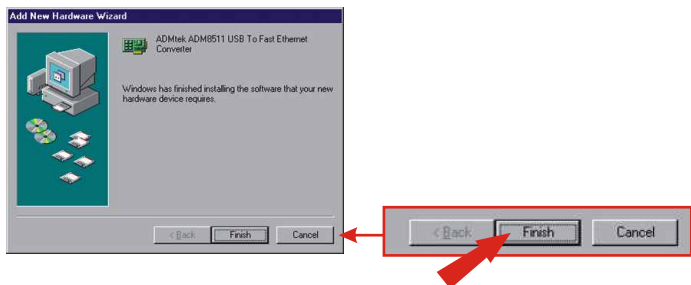 Add New Hardware Wizard
ADMtek ADM8511 USB To Fast Ethernet
Converter
Windows has finished installing the software that your new
hardware device requires.
< Back Finish Cancel
< Back Finish Cancel